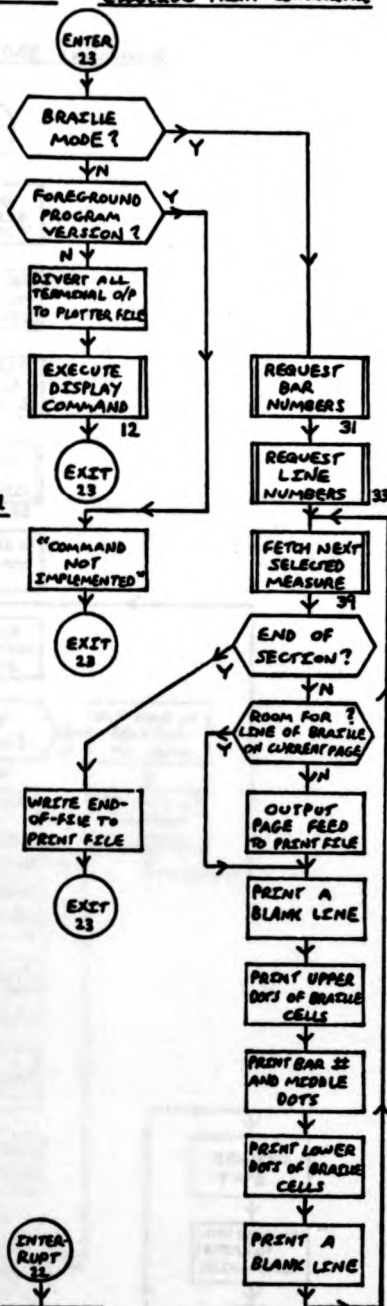 EXECUTE PRINT COMMAND
ENTER
23
BRAILLE
MODE?
Y
N
FOREGROUND
PROGRAM
VERSION?
Y
N
DIVERT ALL
TERMINAL O/P
TO PLOTTER FILE
EXECUTE
DISPLAY
COMMAND
12
EXIT
23
"COMMAND
NOT
IMPLEMENTED"
EXIT
23
REQUEST
BAR
NUMBERS
31
REQUEST
LINE
NUMBERS
33
FETCH NEXT
SELECTED
MEASURE
39
END OF
SECTION?
Y
N
ROOM FOR ?
LINE OF BRAILLE
ON CURRENT PAGE
Y
N
WRITE END-
OF-FILE TO
PRINT FILE
EXIT
23
OUTPUT
PAGE FEED
TO PRINT FILE
PRINT A
BLANK LINE
PRINT UPPER
DOTS OF BRAILLE
CELLS
PRINT BAR #
AND MIDDLE
DOTS
PRINT LOWER
DOTS OF BRAILLE
CELLS
PRINT A
BLANK LINE
INTER-
RUPT
22